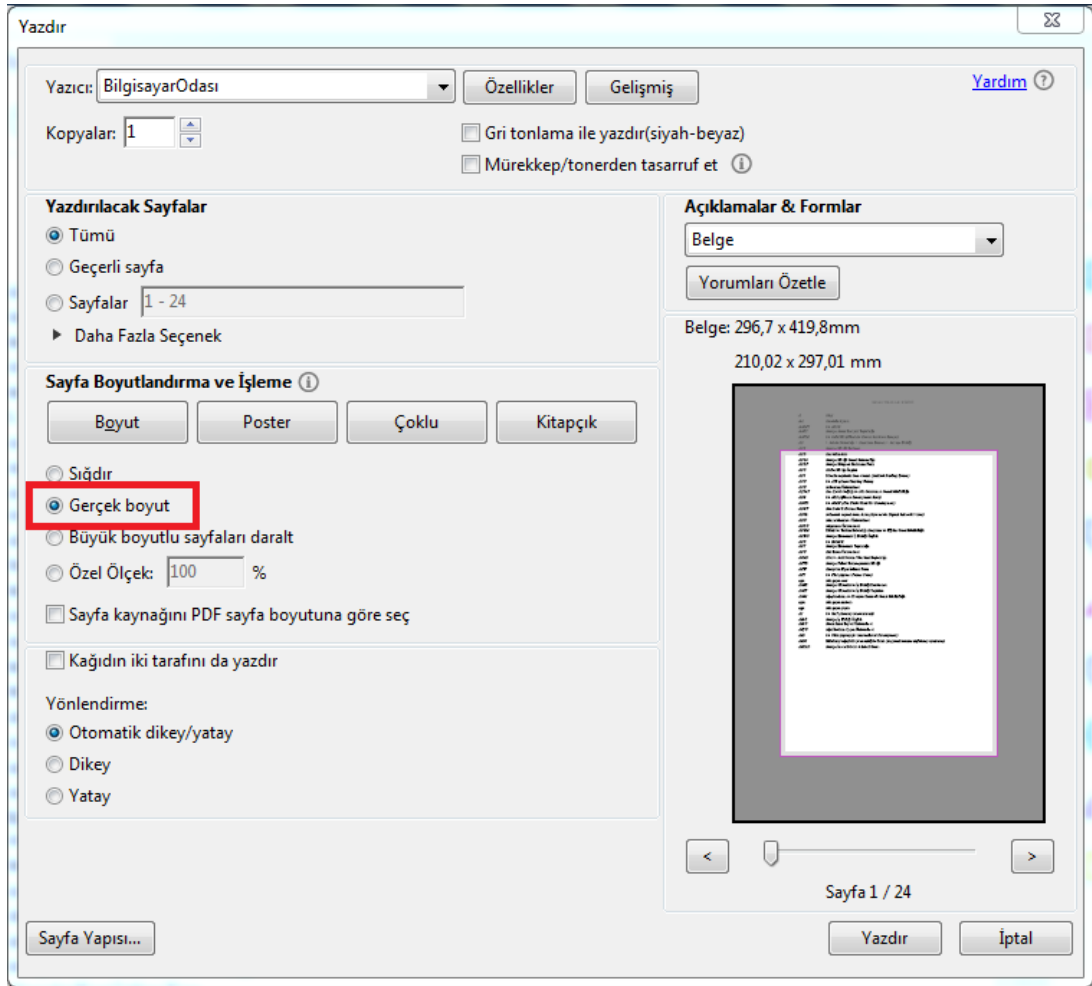 Yazdır
Yazıcı: BilgisayarOdası Özellikler Gelişmiş Yardım ?
Kopyalar: 1
Gri tonlama ile yazdır(siyah-beyaz)
Mürekkep/tonerden tasarruf et i
Yazdırılacak Sayfalar
Tümü
Geçerli sayfa
Sayfalar 1 - 24
Daha Fazla Seçenek
Sayfa Boyutlandırma ve İşleme i
Boyut Poster Çoklu Kitapçık
Sığdır
Gerçek boyut
Büyük boyutlu sayfaları daralt
Özel Ölçek: 100 %
Sayfa kaynağını PDF sayfa boyutuna göre seç
Kağıdın iki tarafını da yazdır
Yönlendirme:
Otomatik dikey/yatay
Dikey
Yatay
Açıklamalar & Formlar
Belge
Yorumları Özetle
Belge: 296,7 x 419,8mm
210,02 x 297,01 mm
< >
Sayfa 1 / 24
Sayfa Yapısı... Yazdır İptal